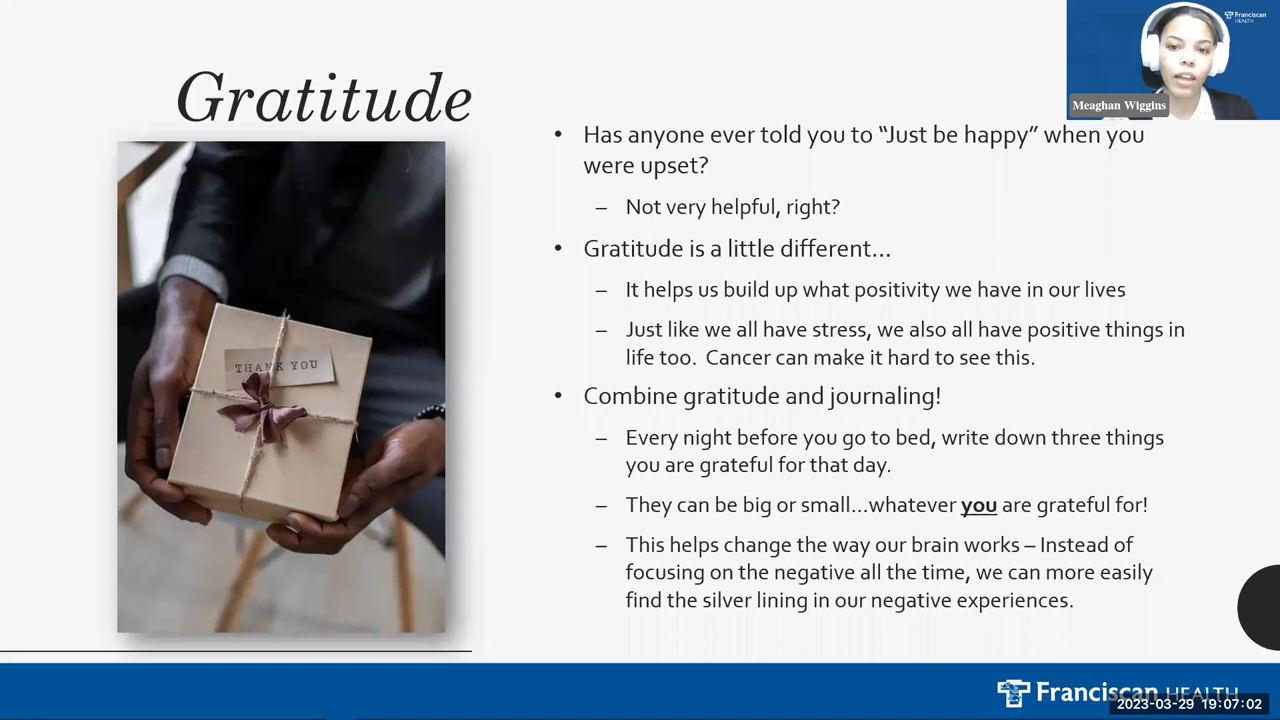 Franciscan
HEALTH
Meaghan Wiggins
Gratitude
THANK YOU
• Has anyone ever told you to “Just be happy” when you
were upset?
– Not very helpful, right?
• Gratitude is a little different…
– It helps us build up what positivity we have in our lives
– Just like we all have stress, we also all have positive things in
life too. Cancer can make it hard to see this.
• Combine gratitude and journaling!
– Every night before you go to bed, write down three things
you are grateful for that day.
– They can be big or small…whatever you are grateful for!
– This helps change the way our brain works – Instead of
focusing on the negative all the time, we can more easily
find the silver lining in our negative experiences.
Franciscan HEALTH
2023-03-29 19:07:02